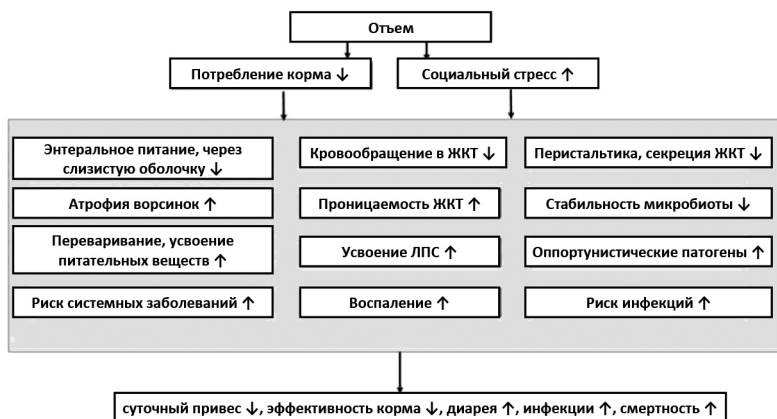 Отъем
Потребление корма ↓
Социальный стресс ↑
Энтеральное питание, через
слизистую оболочку ↓
Кровообращение в ЖКТ ↓
Перистальтика, секреция ЖКТ ↓
Атрофия ворсинок ↑
Проницаемость ЖКТ ↑
Стабильность микробиоты ↓
Переваривание, усвоение
питательных веществ ↑
Усвоение ЛПС ↑
Оппортунистические патогены ↑
Риск системных заболеваний ↑
Воспаление ↑
Риск инфекций ↑
суточный привес ↓, эффективность корма ↓, диарея ↑, инфекции ↑, смертность ↑